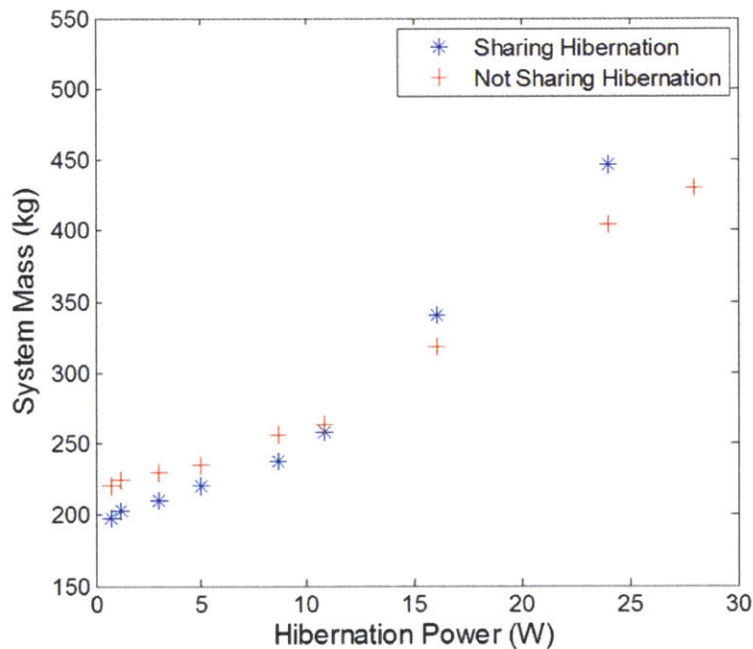 550
500
450
400
350
300
250
200
150
System Mass (kg)
Sharing Hibernation
Not Sharing Hibernation
0 5 10 15 20 25 30
Hibernation Power (W)